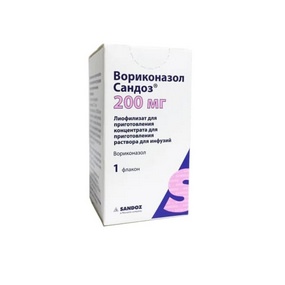 Вориконазол
Сандоз®
200 мг
Лиофилизат для
приготовления
концентрата для
приготовления
раствора для инфузий
Вориконазол
1 флакон
SANDOZ